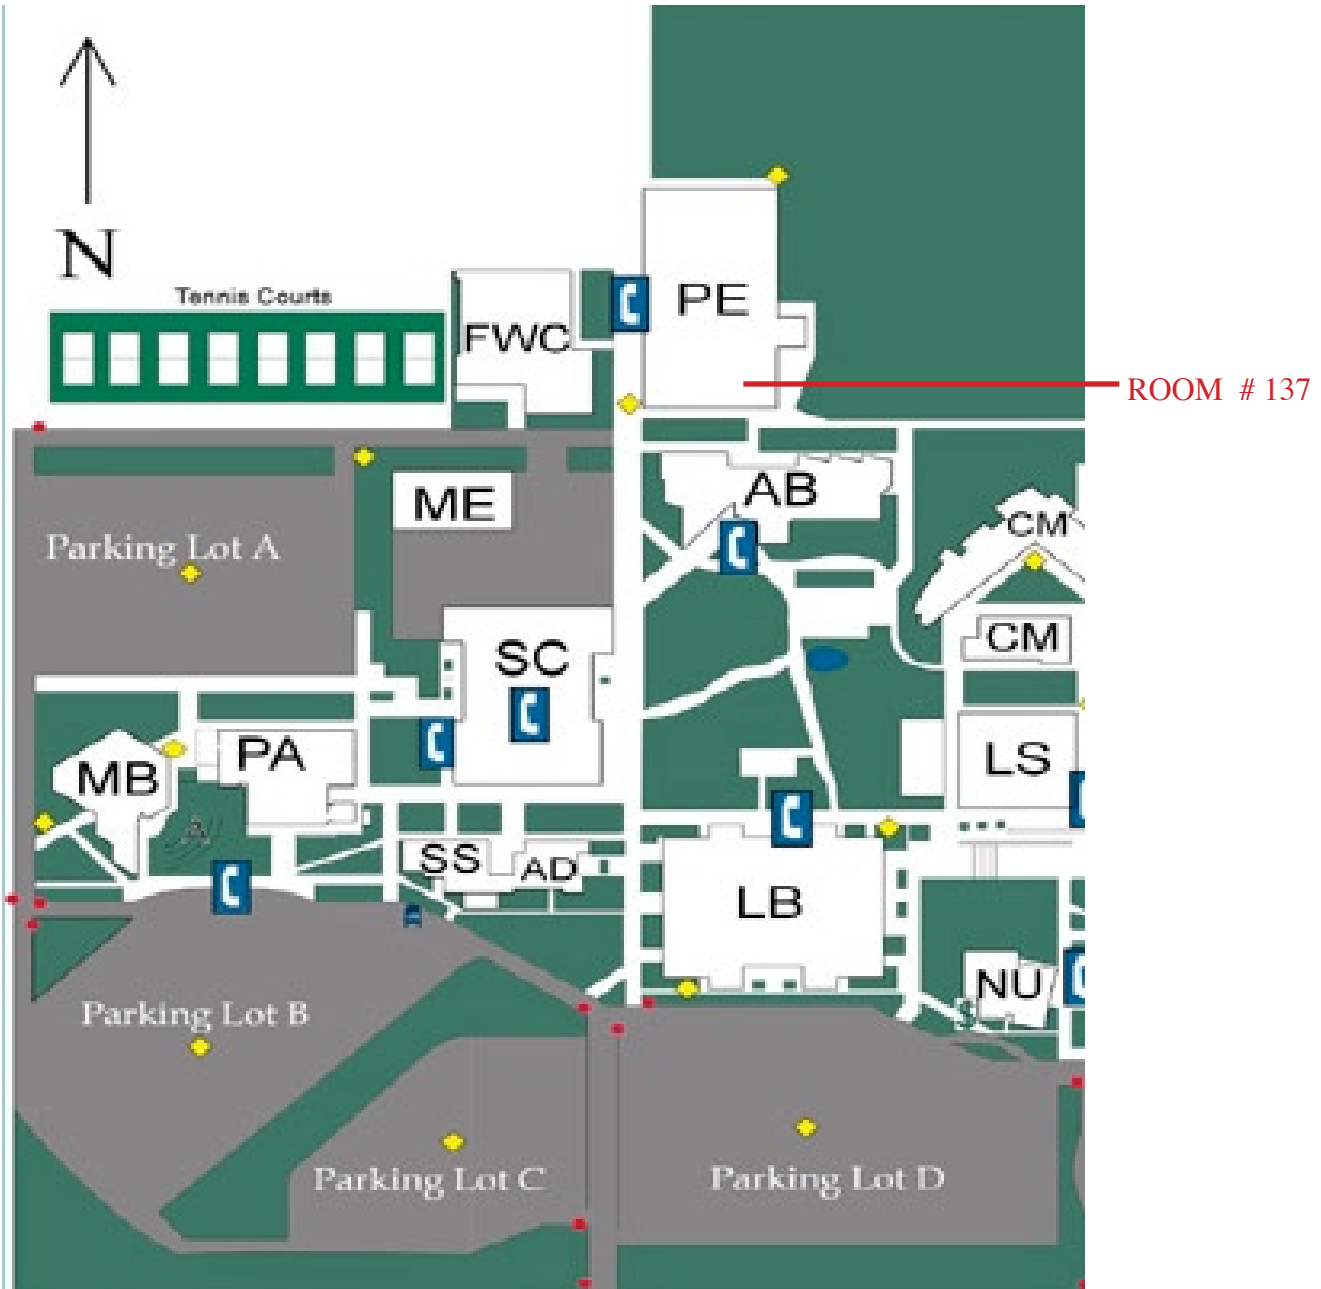 N
Tennis Courts
PE
FWC
ROOM # 137
ME
AB
CM
Parking Lot A
SC
CM
PA
MB
LS
SS
AD
LB
NU
$
Parking Lot B
Parking Lot C
Parking Lot D